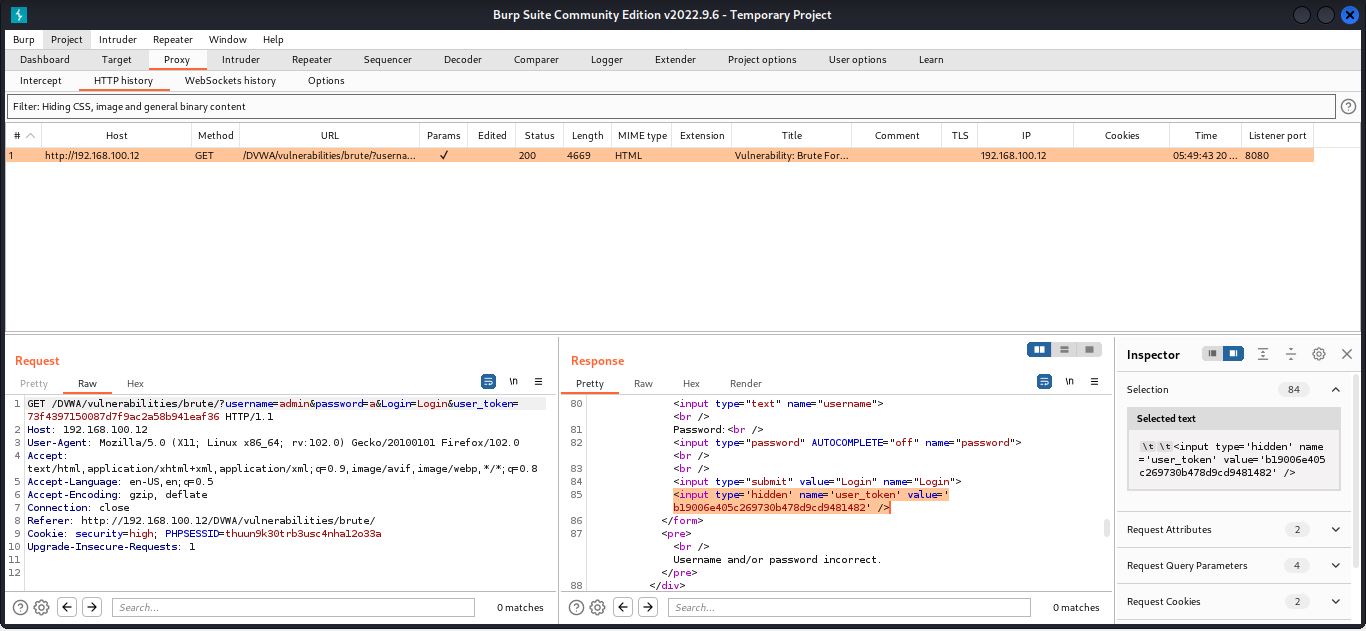 Burp Suite Community Edition v2022.9.6 - Temporary Project
Burp Project Intruder Repeater Window Help
Dashboard Target Proxy Intruder Repeater Sequencer Decoder Comparer Logger Extender Project options User options Learn
Intercept HTTP history WebSockets history Options
Filter: Hiding CSS, image and general binary content
# Host Method URL Params Edited Status Length MIME type Extension Title Comment TLS IP Cookies Time Listener port
1 http://192.168.100.12 GET /DVWA/vulnerabilities/brute/?userna... ✓ 200 4669 HTML Vulnerability: Brute For... 192.168.100.12 05:49:43 20 ... 8080
Request
Pretty Raw Hex
\n
1 GET /DVWA/vulnerabilities/brute/?username=admin&password=a&Login=Login&user_token=
73f4397150087d7f9ac2a58b941eaf36 HTTP/1.1
2 Host: 192.168.100.12
3 User-Agent: Mozilla/5.0 (X11; Linux x86_64; rv:102.0) Gecko/20100101 Firefox/102.0
4 Accept:
text/html,application/xhtml+xml,application/xml;q=0.9,image/avif,image/webp,*/*;q=0.8
5 Accept-Language: en-US,en;q=0.5
6 Accept-Encoding: gzip, deflate
7 Connection: close
8 Referer: http://192.168.100.12/DVWA/vulnerabilities/brute/
9 Cookie: security=high; PHPSESSID=thuun9k30trb3usc4nha12o33a
10 Upgrade-Insecure-Requests: 1
11
12
Search...
0 matches
Response
Pretty Raw Hex Render
\n
80 <input type="text" name="username">
<br />
81 Password:<br />
82 <input type="password" AUTOCOMPLETE="off" name="password">
<br />
83 <br />
84 <input type="submit" value="Login" name="Login">
85 <input type='hidden' name='user_token' value='
b19006e405c269730b478d9cd9481482' />
86 </form>
87 <pre>
<br />
Username and/or password incorrect.
</pre>
88 </div>
Search...
0 matches
Inspector
Selection 84
Selected text
\t\t<input type='hidden' name
='user_token' value='b19006e405
c269730b478d9cd9481482' />
Request Attributes 2
Request Query Parameters 4
Request Cookies 2